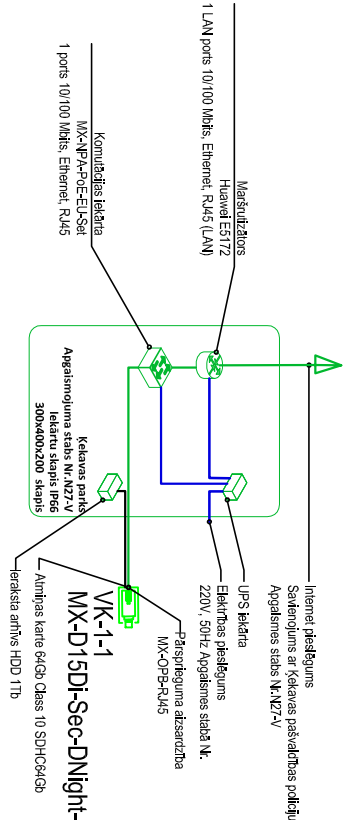 Internet pieslēgums
Savienojums ar Ķekavas pašvaldības policiju
Apgaismes stabs Nr.N27-V
UPS iekārta
Elektrības pieslēgums
220V, 50Hz Apgaismes stabā Nr.
Pārsprieguma aizsardzība
MX-OPB-RJ45
VK-1-1
MX-D15Di-Sec-DNight-
Atmiņas karte 64Gb Class 10 SDHC64Gb
Ieraksta arhīvs HDD 1Tb
Maršrutizātors
Huawei E5172
1 LAN ports 10/100 Mbits, Ethernet, RJ45 (LAN)
Komutācijas iekārta
MX-NPA-PoE-EU-Set
1 ports 10/100 Mbits, Ethernet, RJ45
Ķekavas parks
Apgaismojuma stabs Nr.N27-V
Iekārtu skapis IP66
300x400x200 skapis